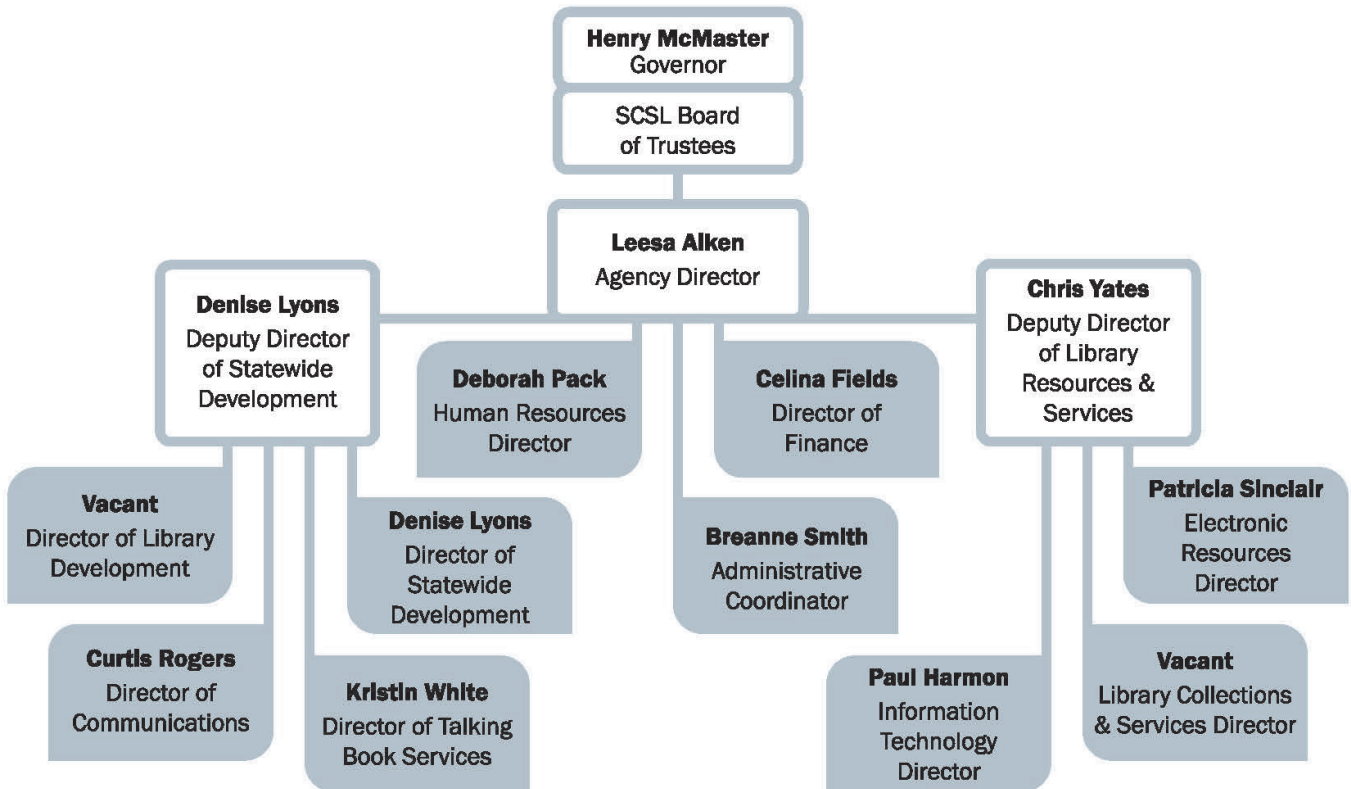 Henry McMaster
Governor
SCSL Board
of Trustees
Leesa Aiken
Agency Director
Denise Lyons
Deputy Director
of Statewide
Development
Chris Yates
Deputy Director
of Library
Resources &
Services
Deborah Pack
Human Resources
Director
Celina Fields
Director of
Finance
Vacant
Director of Library
Development
Denise Lyons
Director of
Statewide
Development
Breanne Smith
Administrative
Coordinator
Patricia Sinclair
Electronic
Resources
Director
Curtis Rogers
Director of
Communications
Kristin White
Director of Talking
Book Services
Paul Harmon
Information
Technology
Director
Vacant
Library Collections
& Services Director